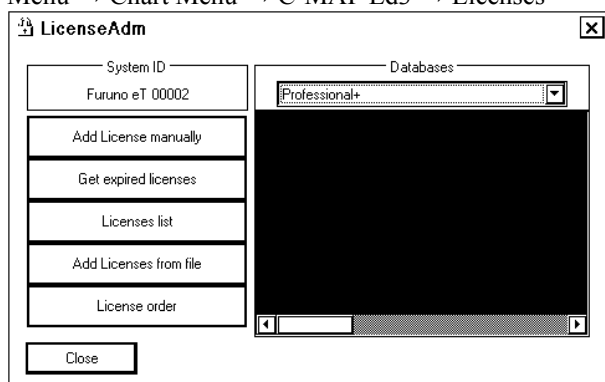 Menu → Chart Menu → C-MAP Ed3 → Licenses
LicenseAdm
System ID
Furuno eT 00002
Databases
Professional+
Add License manually
Get expired licenses
Licenses list
Add Licenses from file
License order
Close